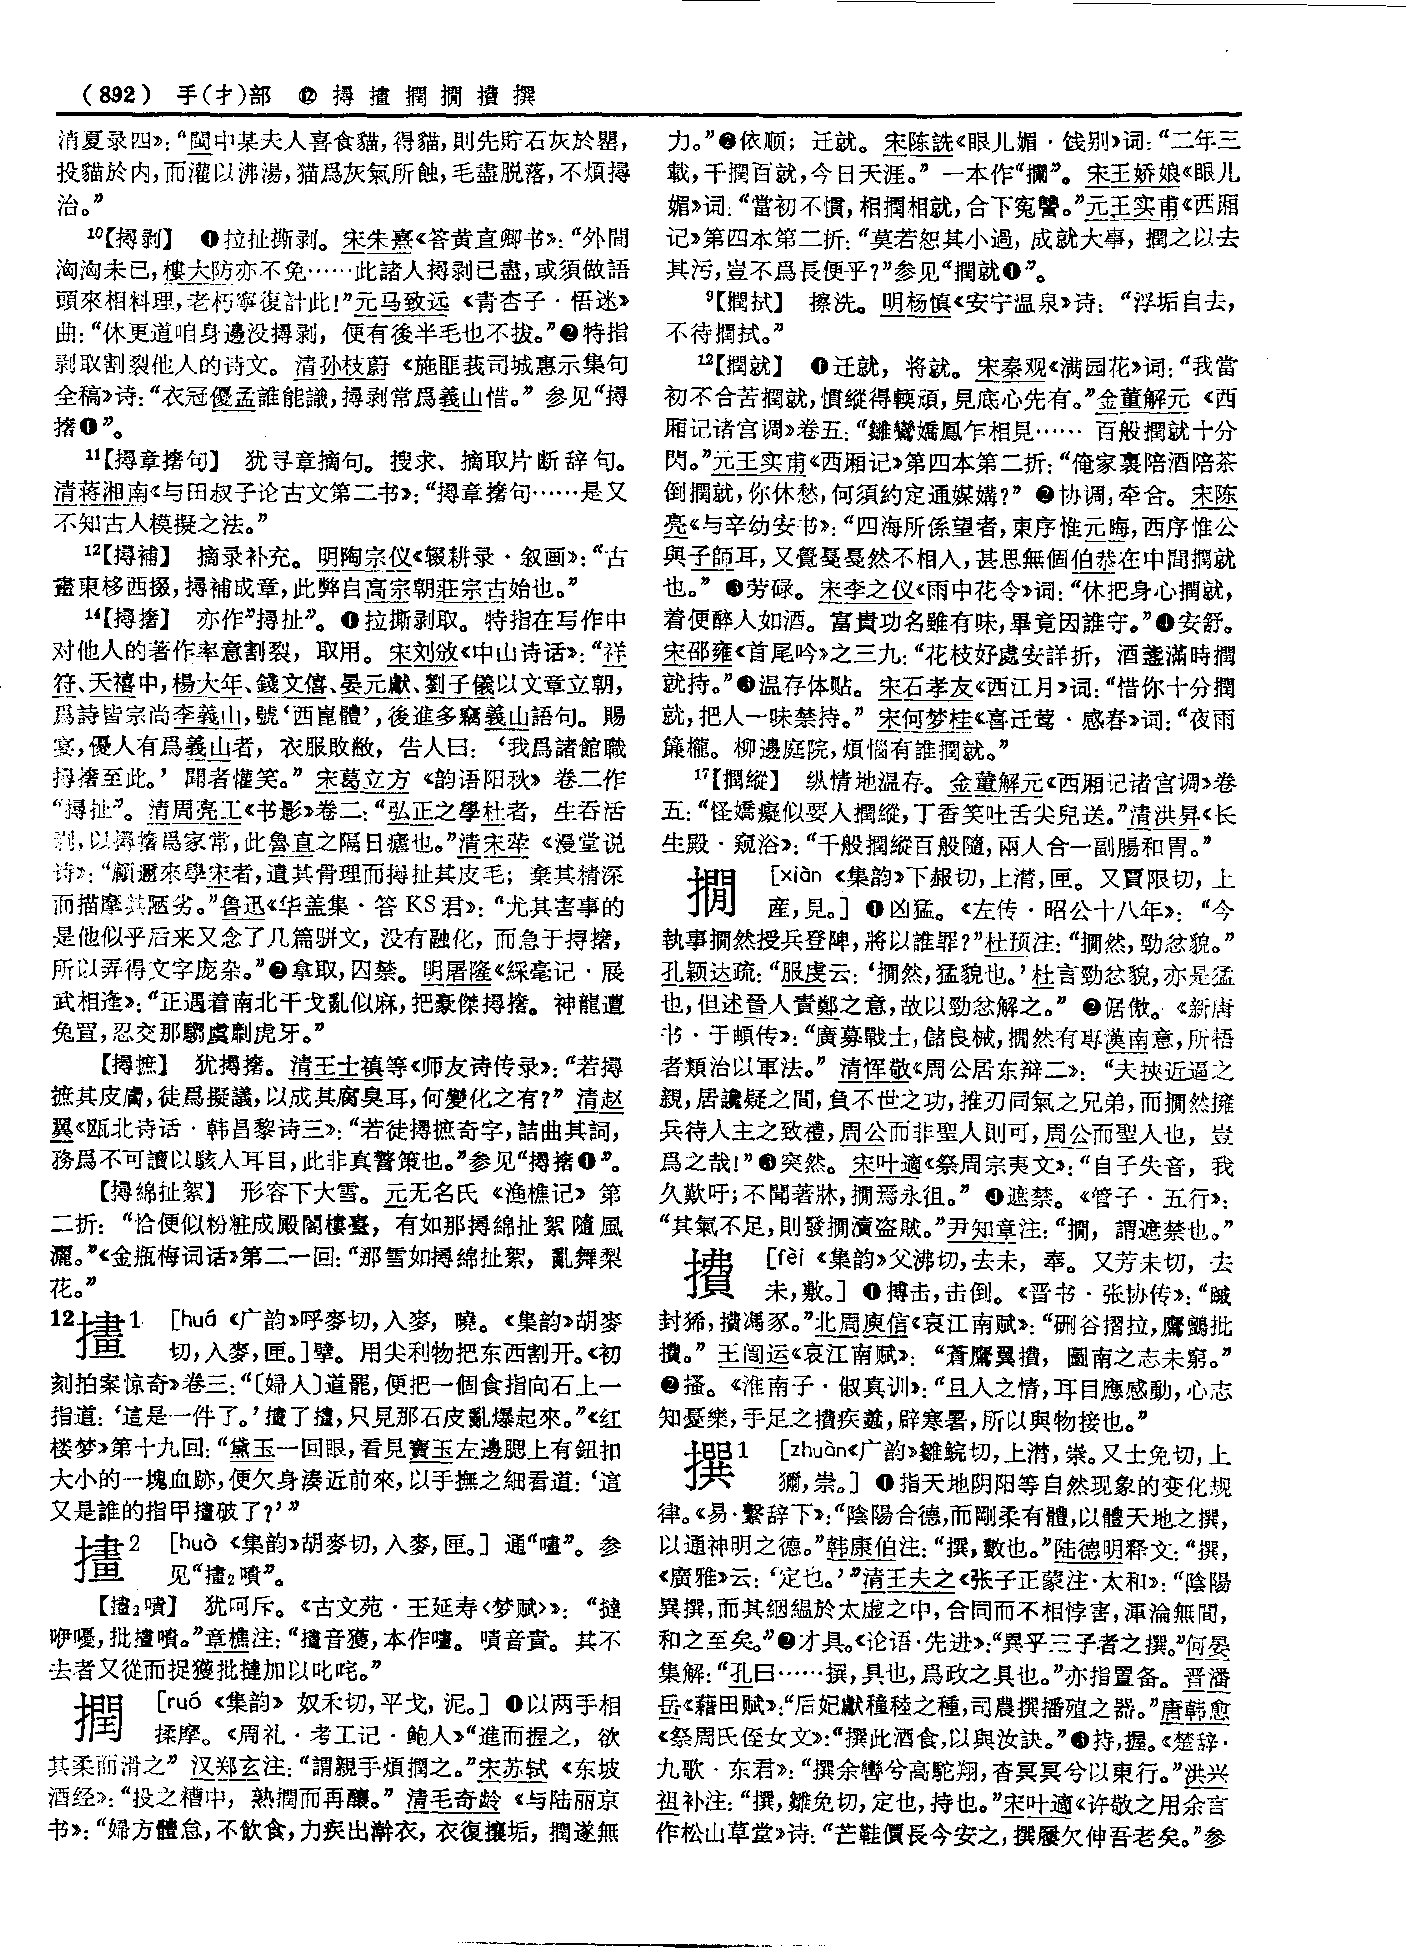 (892) 手(扌)部 ⓬ 撏 㩇 撋 撊 㩌 撰
消夏录四》：“閩中某夫人喜食貓，得貓，則先貯石灰於罌，
投貓於内，而灌以沸湯，猫爲灰氣所蝕，毛盡脱落，不煩撏
治。”
¹⁰【撏剥】 ❶拉扯撕剥。宋朱熹《答黄直卿书》：“外間
洶洶未已，樓大防亦不免……此諸人撏剥已盡，或須做語
頭來相料理，老朽寧復計此！”元马致远《青杏子·悟迷》
曲：“休更道咱身邊没撏剥，便有後半毛也不拔。”❷特指
剽取割裂他人的诗文。清孙枝蔚《施匪莪司城惠示集句
全稿》诗：“衣冠優孟誰能識，撏剥常爲義山惜。”参见“撏
撦❶”。
¹¹【撏章撦句】 犹寻章摘句。搜求、摘取片断辞句。
清蒋湘南《与田叔子论古文第二书》：“撏章撦句……是又
不知古人模擬之法。”
¹²【撏補】 摘录补充。明陶宗仪《辍耕录·叙画》：“古
畫東移西掇，撏補成章，此弊自高宗朝莊宗古始也。”
¹⁴【撏撦】 亦作“撏扯”。❶拉撕剥取。特指在写作中
对他人的著作率意割裂，取用。宋刘攽《中山诗话》：“祥
符、天禧中，楊大年、錢文僖、晏元獻、劉子儀以文章立朝，
爲詩皆宗尚李義山，號‘西崑體’，後進多竊義山語句。賜
宴，優人有爲義山者，衣服敗敝，告人曰：‘我爲諸館職
撏撦至此。’聞者懽笑。”宋葛立方《韵语阳秋》卷二作
“撏扯”。清周亮工《书影》卷二：“弘正之學杜者，生吞活
剥，以撏撦爲家常，此魯直之隔日瘧也。”清宋荦《漫堂说
诗》：“顧邇來學宋者，遺其骨理而撏扯其皮毛；棄其精深
而描摩其陋劣。”鲁迅《华盖集·答KS君》：“尤其害事的
是他似乎后来又念了几篇骈文，没有融化，而急于撏撦，
所以弄得文字庞杂。”❷拿取，囚禁。明屠隆《綵毫记·展
武相逢》：“正遇着南北干戈亂似麻，把豪傑撏撦。神龍遭
兔罝，忍交那騶虞劘虎牙。”
【撏摭】 犹撏撦。清王士禛等《师友诗传录》：“若撏
摭其皮膚，徒爲擬議，以成其腐臭耳，何變化之有？”清赵
翼《瓯北诗话·韩昌黎诗三》：“若徒撏摭奇字，詰曲其詞，
務爲不可讀以駭人耳目，此非真警策也。”参见“撏撦❶”。
【撏綿扯絮】 形容下大雪。元无名氏《渔樵记》第
二折：“恰便似粉粧成殿閣樓臺，有如那撏綿扯絮隨風
灑。”《金瓶梅词话》第二一回：“那雪如撏綿扯絮，亂舞梨
花。”
12㩇1 [huá《广韵》呼麥切，入麥，曉。《集韵》胡麥
切，入麥，匣。]擘。用尖利物把东西割开。《初
刻拍案惊奇》卷三：“〔婦人〕道罷，便把一個食指向石上一
指道：‘這是一件了。’㩇了㩇，只見那石皮亂爆起來。”《红
楼梦》第十九回：“黛玉一回眼，看見寶玉左邊腮上有鈕扣
大小的一塊血跡，便欠身湊近前來，以手撫之細看道：‘這
又是誰的指甲㩇破了？’”
㩇2 [huò《集韵》胡麥切，入麥，匣。]通“嚍”。参
见“㩇₂嘖”。
【㩇₂嘖】 犹呵斥。《古文苑·王延寿〈梦赋〉》：“撻
咿嚘，批㩇嘖。”章樵注：“㩇音獲，本作嚍。嘖音責。其不
去者又從而捉獲批撻加以叱咤。”
撋 [ruó《集韵》奴禾切，平戈，泥。]❶以两手相
揉摩。《周礼·考工记·鲍人》“進而握之，欲
其柔而滑之”汉郑玄注：“謂親手煩撋之。”宋苏轼《东坡
酒经》：“投之糟中，熟撋而再釀。”清毛奇龄《与陆丽京
书》：“婦方體怠，不飲食，力疾出澣衣，衣復攘垢，撋遂無
力。”❷依顺；迁就。宋陈詵《眼儿媚·饯别》词：“二年三
載，千撋百就，今日天涯。”一本作“攔”。宋王娇娘《眼儿
媚》词：“當初不慣，相撋相就，合下寃讐。”元王实甫《西厢
记》第四本第二折：“莫若恕其小過，成就大事，撋之以去
其污，豈不爲長便乎？”参见“撋就❶”。
⁹【撋拭】 擦洗。明杨慎《安宁温泉》诗：“浮垢自去，
不待撋拭。”
¹²【撋就】 ❶迁就，将就。宋秦观《满园花》词：“我當
初不合苦撋就，慣縱得輭頑，見底心先有。”金董解元《西
厢记诸宫调》卷五：“雛鸞嬌鳳乍相見……百般撋就十分
閃。”元王实甫《西厢记》第四本第二折：“俺家裏陪酒陪茶
倒撋就，你休愁，何須約定通媒媾？”❷协调，牵合。宋陈
亮《与辛幼安书》：“四海所係望者，東序惟元晦，西序惟公
與子師耳，又覺戛戛然不相入，甚思無個伯恭在中間撋就
也。”❸劳碌。宋李之仪《雨中花令》词：“休把身心撋就，
着便醉人如酒。富貴功名雖有味，畢竟因誰守。”❹安舒。
宋邵雍《首尾吟》之三九：“花枝好處安詳折，酒盞滿時撋
就持。”❺温存体贴。宋石孝友《西江月》词：“惜你十分撋
就，把人一味禁持。”宋何梦桂《喜迁莺·感春》词：“夜雨
簾櫳。柳邊庭院，煩惱有誰撋就。”
¹⁷【撋縱】 纵情地温存。金董解元《西厢记诸宫调》卷
五：“怪嬌癡似要人撋縱，丁香笑吐舌尖兒送。”清洪昇《长
生殿·窥浴》：“千般撋縱百般隨，兩人合一副腸和胃。”
撊 [xiàn《集韵》下赧切，上潸，匣。又賈限切，上
産，見。]❶凶猛。《左传·昭公十八年》：“今
執事撊然授兵登陴，將以誰罪？”杜预注：“撊然，勁忿貌。”
孔颖达疏：“服虔云：‘撊然，猛貌也。’杜言勁忿貌，亦是猛
也，但述晉人責鄭之意，故以勁忿解之。”❷倨傲。《新唐
书·于頔传》：“廣募戰士，儲良械，撊然有專漢南意，所牾
者類治以軍法。”清恽敬《周公居东辩二》：“夫挾近逼之
親，居讒疑之間，負不世之功，推刃同氣之兄弟，而撊然擁
兵待人主之致禮，周公而非聖人則可，周公而聖人也，豈
爲之哉！”❸突然。宋叶適《祭周宗夷文》：“自子失音，我
久歎吁；不聞著牀，撊焉永徂。”❹遮禁。《管子·五行》：
“其氣不足，則發撊瀆盜賊。”尹知章注：“撊，謂遮禁也。”
㩌 [fèi《集韵》父沸切，去未，奉。又芳未切，去
未，敷。]❶搏击，击倒。《晋书·张协传》：“䠞
封狶，㩌馮豕。”北周庾信《哀江南赋》：“硎谷摺拉，鷹鸇批
㩌。”王闿运《哀江南赋》：“蒼鷹翼㩌，圖南之志未窮。”
❷搔。《淮南子·俶真训》：“且人之情，耳目應感動，心志
知憂樂，手足之㩌疾蛘，辟寒暑，所以與物接也。”
撰1 [zhuàn《广韵》雛鯇切，上潸，崇。又士免切，上
獮，崇。]❶指天地阴阳等自然现象的变化规
律。《易·繫辞下》：“陰陽合德，而剛柔有體，以體天地之撰，
以通神明之德。”韩康伯注：“撰，數也。”陆德明释文：“撰，
《廣雅》云：‘定也。’”清王夫之《张子正蒙注·太和》：“陰陽
異撰，而其絪緼於太虚之中，合同而不相悖害，渾淪無間，
和之至矣。”❷才具。《论语·先进》：“異乎三子者之撰。”何晏
集解：“孔曰……撰，具也，爲政之具也。”亦指置备。晋潘
岳《藉田赋》：“后妃獻穜稑之種，司農撰播殖之器。”唐韩愈
《祭周氏侄女文》：“撰此酒食，以與汝訣。”❸持，握。《楚辞·
九歌·东君》：“撰余轡兮高駝翔，杳冥冥兮以東行。”洪兴
祖补注：“撰，雛免切，定也，持也。”宋叶適《许敬之用余言
作松山草堂》诗：“芒鞋價長今安之，撰屨欠伸吾老矣。”参